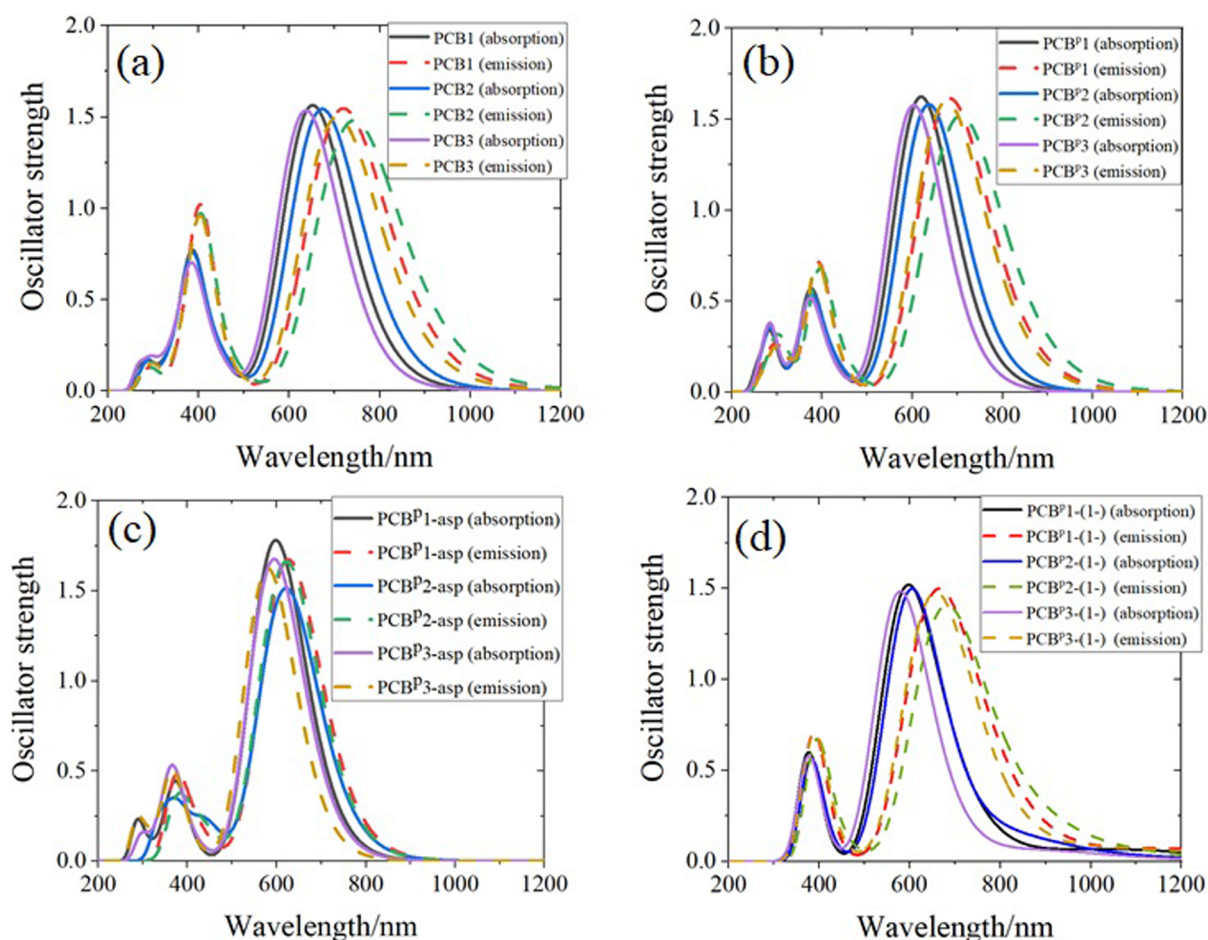 (a)
2.0
1.5
1.0
0.5
0.0
Oscillator strength
PCB1 (absorption)
PCB1 (emission)
PCB2 (absorption)
PCB2 (emission)
PCB3 (absorption)
PCB3 (emission)
200 400 600 800 1000 1200
Wavelength/nm
(b)
2.0
1.5
1.0
0.5
0.0
Oscillator strength
PCBᵖ1 (absorption)
PCBᵖ1 (emission)
PCBᵖ2 (absorption)
PCBᵖ2 (emission)
PCBᵖ3 (absorption)
PCBᵖ3 (emission)
200 400 600 800 1000 1200
Wavelength/nm
(c)
2.0
1.5
1.0
0.5
0.0
Oscillator strength
PCBᵖ1-asp (absorption)
PCBᵖ1-asp (emission)
PCBᵖ2-asp (absorption)
PCBᵖ2-asp (emission)
PCBᵖ3-asp (absorption)
PCBᵖ3-asp (emission)
200 400 600 800 1000 1200
Wavelength/nm
(d)
2.0
1.5
1.0
0.5
0.0
Oscillator strength
PCBᵖ1-(1-) (absorption)
PCBᵖ1-(1-) (emission)
PCBᵖ2-(1-) (absorption)
PCBᵖ2-(1-) (emission)
PCBᵖ3-(1-) (absorption)
PCBᵖ3-(1-) (emission)
200 400 600 800 1000 1200
Wavelength/nm